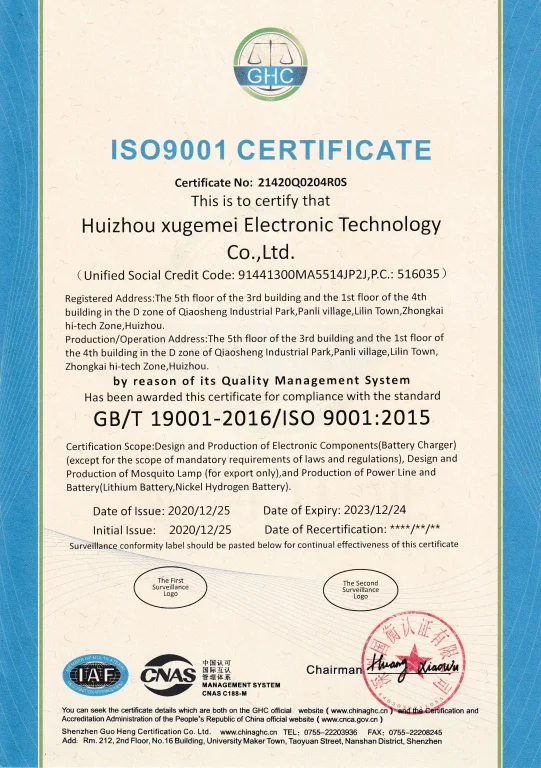 GHC
ISO9001 CERTIFICATE
Certificate No: 21420Q0204R0S
This is to certify that
Huizhou xugemei Electronic Technology
Co.,Ltd.
（Unified Social Credit Code: 91441300MA5514JP2J,P.C.: 516035）
Registered Address:The 5th floor of the 3rd building and the 1st floor of the 4th
building in the D zone of Qiaosheng Industrial Park,Panli village,Lilin Town,Zhongkai
hi-tech Zone,Huizhou.
Production/Operation Address:The 5th floor of the 3rd building and the 1st floor of
the 4th building in the D zone of Qiaosheng Industrial Park,Panli village,Lilin Town,
Zhongkai hi-tech Zone,Huizhou.
by reason of its Quality Management System
Has been awarded this certificate for compliance with the standard
GB/T 19001-2016/ISO 9001:2015
Certification Scope:Design and Production of Electronic Components(Battery Charger)
(except for the scope of mandatory requirements of laws and regulations), Design and
Production of Mosquito Lamp (for export only),and Production of Power Line and
Battery(Lithium Battery,Nickel Hydrogen Battery).
Date of Issue: 2020/12/25 Date of Expiry: 2023/12/24
Initial Issue: 2020/12/25 Date of Recertification: ****/**/**
Surveillance conformity label should be pasted below for continual effectiveness of this certificate
The First
Surveillance
Logo
The Second
Surveillance
Logo
IAF
CNAS
中国认可
国际互认
管理体系
MANAGEMENT SYSTEM
CNAS C188-M
Chairman
Huang Xiaowu
国衡认证有限公司
You can seek the certificate details which are both on the GHC official website ( www.chinaghc.cn ) and the Certification and
Accreditation Administration of the People's Republic of China official website ( www.cnca.gov.cn )
Shenzhen Guo Heng Certification Co. Ltd. www.chinaghc.cn TEL: 0755-22203936 FAX: 0755-22208245
Add: Rm. 212, 2nd Floor, No.16 Building, University Maker Town, Taoyuan Street, Nanshan District, Shenzhen